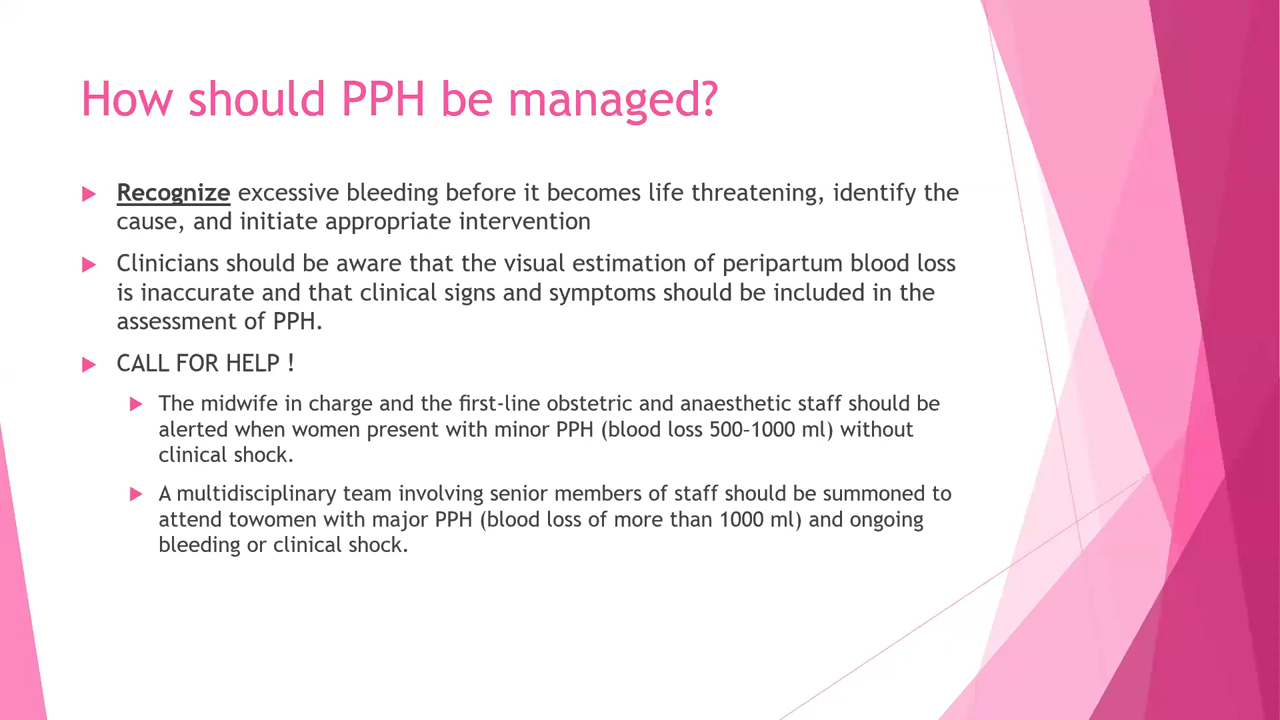 How should PPH be managed?
Recognize excessive bleeding before it becomes life threatening, identify the
cause, and initiate appropriate intervention
Clinicians should be aware that the visual estimation of peripartum blood loss
is inaccurate and that clinical signs and symptoms should be included in the
assessment of PPH.
CALL FOR HELP !
The midwife in charge and the first-line obstetric and anaesthetic staff should be
alerted when women present with minor PPH (blood loss 500–1000 ml) without
clinical shock.
A multidisciplinary team involving senior members of staff should be summoned to
attend towomen with major PPH (blood loss of more than 1000 ml) and ongoing
bleeding or clinical shock.